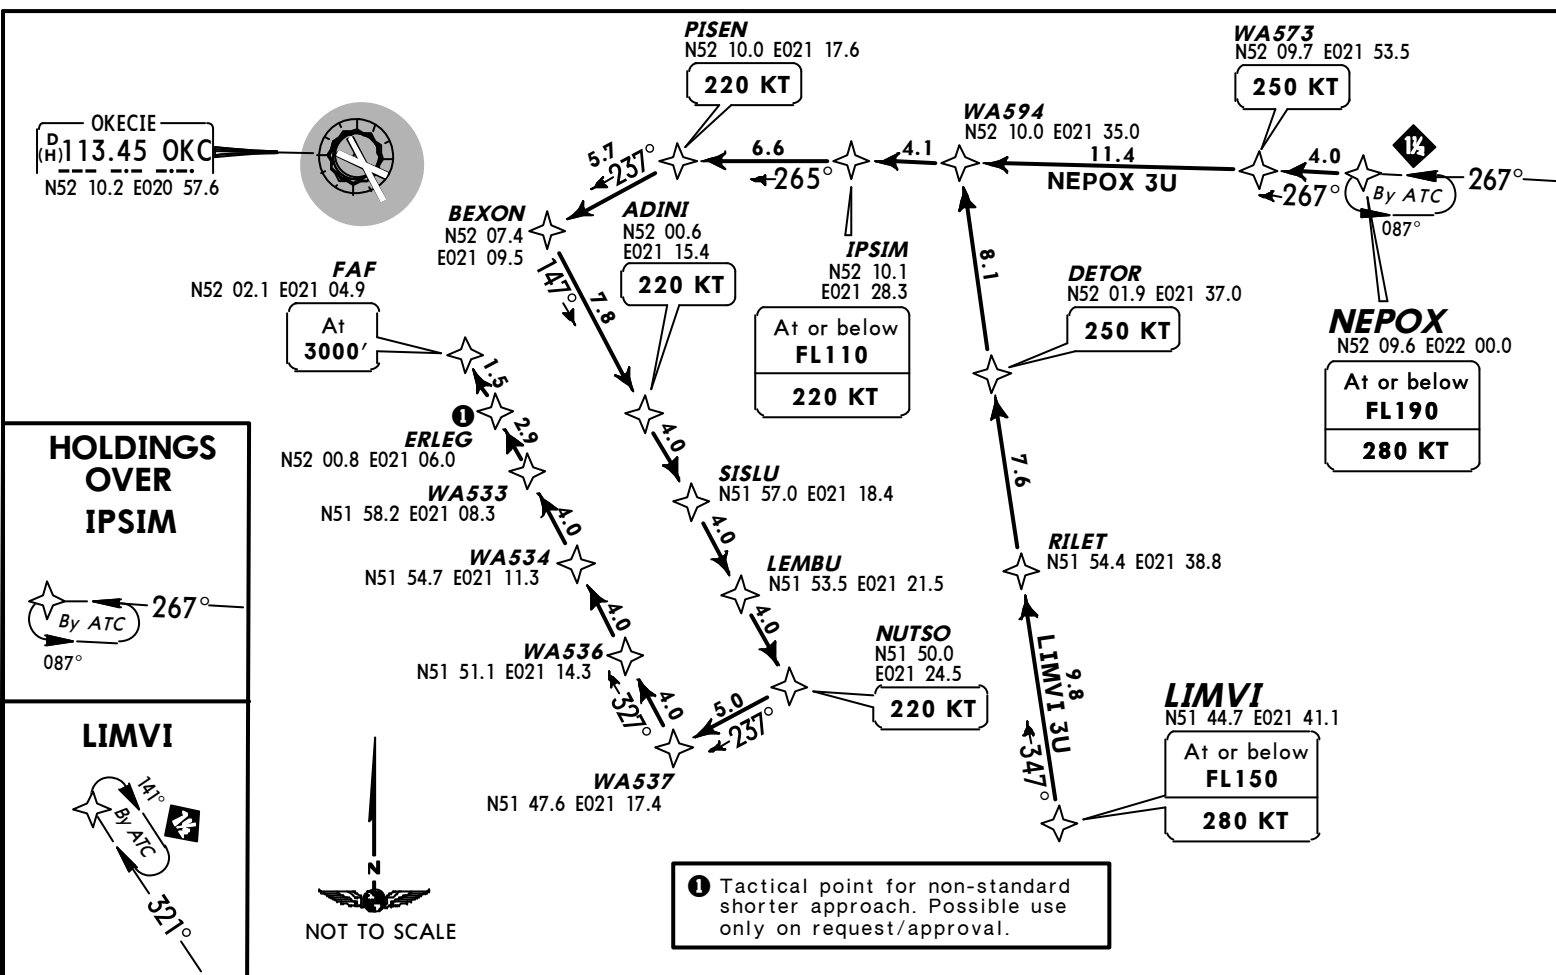 PISEN
N52 10.0 E021 17.6
220 KT
WA573
N52 09.7 E021 53.5
250 KT
OKECIE
D
(H)
113.45 OKC
N52 10.2 E020 57.6
WA594
N52 10.0 E021 35.0
5.7
237°
6.6
265°
4.1
11.4
NEPOX 3U
4.0
267°
By ATC
267°
087°
BEXON
N52 07.4
E021 09.5
ADINI
N52 00.6
E021 15.4
220 KT
147°
7.8
IPSIM
N52 10.1
E021 28.3
At or below
FL110
220 KT
8.1
DETOR
N52 01.9 E021 37.0
250 KT
NEPOX
N52 09.6 E022 00.0
At or below
FL190
280 KT
FAF
N52 02.1 E021 04.9
At
3000'
1.5
1
ERLEG
N52 00.8 E021 06.0
2.9
4.0
SISLU
N51 57.0 E021 18.4
7.6
WA533
N51 58.2 E021 08.3
4.0
4.0
WA534
N51 54.7 E021 11.3
LEMBU
N51 53.5 E021 21.5
RILET
N51 54.4 E021 38.8
4.0
4.0
WA536
N51 51.1 E021 14.3
NUTSO
N51 50.0
E021 24.5
220 KT
327°
4.0
5.0
237°
WA537
N51 47.6 E021 17.4
9.8
LIMVI 3U
347°
LIMVI
N51 44.7 E021 41.1
At or below
FL150
280 KT
HOLDINGS
OVER
IPSIM
267°
By ATC
087°
LIMVI
141°
By ATC
321°
N
NOT TO SCALE
1 Tactical point for non-standard
shorter approach. Possible use
only on request/approval.